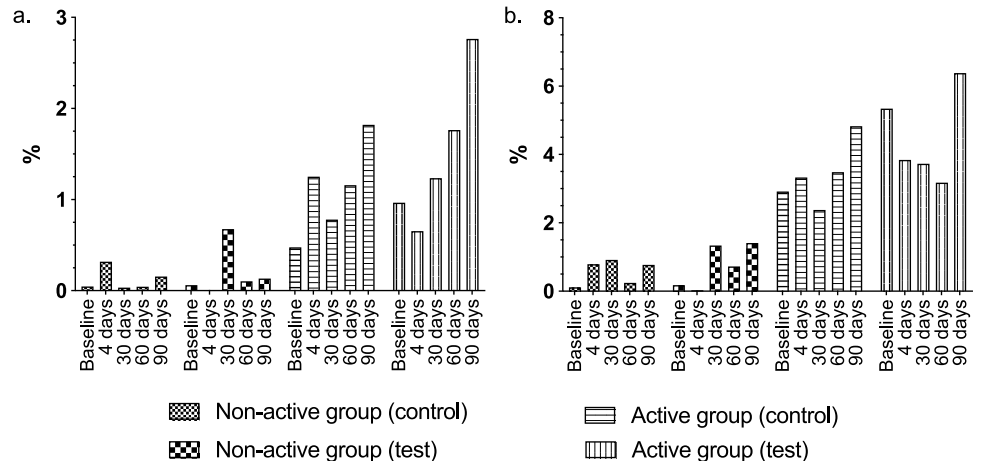 a.
3
2
1
0
%
Baseline
4 days
30 days
60 days
90 days
Baseline
4 days
30 days
60 days
90 days
Baseline
4 days
30 days
60 days
90 days
Baseline
4 days
30 days
60 days
90 days
b.
8
6
4
2
0
%
Baseline
4 days
30 days
60 days
90 days
Baseline
4 days
30 days
60 days
90 days
Baseline
4 days
30 days
60 days
90 days
Baseline
4 days
30 days
60 days
90 days
Non-active group (control)
Non-active group (test)
Active group (control)
Active group (test)